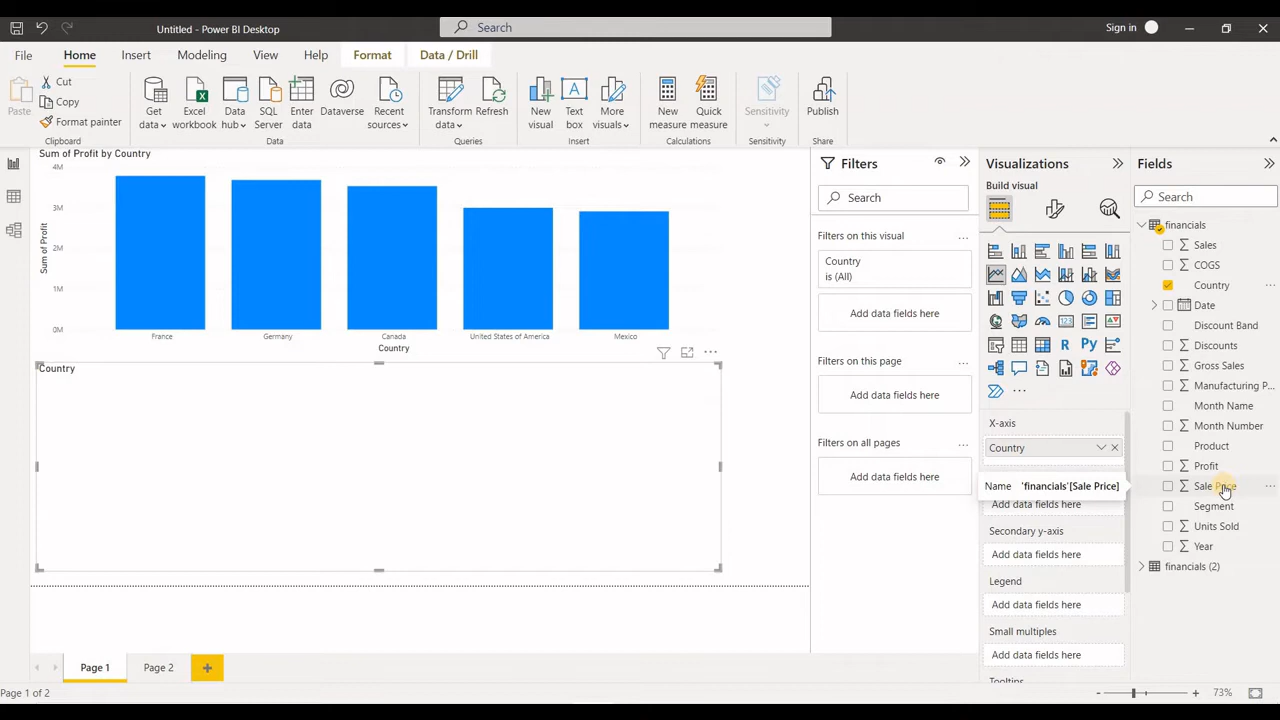 Untitled - Power BI Desktop
Search
Sign in
File
Home
Insert
Modeling
View
Help
Format
Data / Drill
Paste
Cut
Copy
Format painter
Clipboard
Get data
Excel workbook
Data hub
SQL Server
Enter data
Dataverse
Recent sources
Data
Transform data
Refresh
Queries
New visual
Text box
More visuals
Insert
New measure
Quick measure
Calculations
Sensitivity
Sensitivity
Publish
Share
Sum of Profit by Country
4M
3M
2M
1M
0M
Sum of Profit
France
Germany
Canada
United States of America
Mexico
Country
Country
Filters
Search
Filters on this visual
Country
is (All)
Add data fields here
Filters on this page
Add data fields here
Filters on all pages
Add data fields here
Visualizations
Build visual
R
Py
123
X-axis
Country
Name 'financials'[Sale Price]
Add data fields here
Secondary y-axis
Add data fields here
Legend
Add data fields here
Small multiples
Add data fields here
Tooltips
Fields
Search
financials
Sales
COGS
Country
Date
Discount Band
Discounts
Gross Sales
Manufacturing P...
Month Name
Month Number
Product
Profit
Sale Price
Segment
Units Sold
Year
financials (2)
Page 1
Page 2
Page 1 of 2
73%